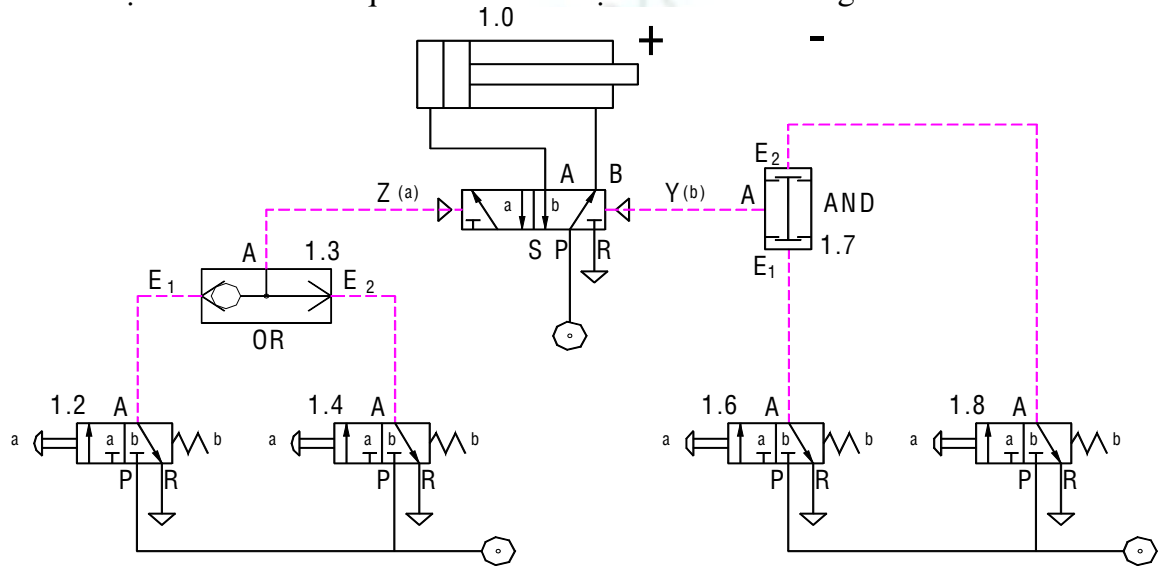 1.0
+ -
A B
Z (a)
a b
Y (b)
S P R
E2
A
AND
1.7
E1
A 1.3
E1
E2
OR
1.2 A
a a b b
P R
1.4 A
a a b b
P R
1.6 A
a a b b
P R
1.8 A
a a b b
P R